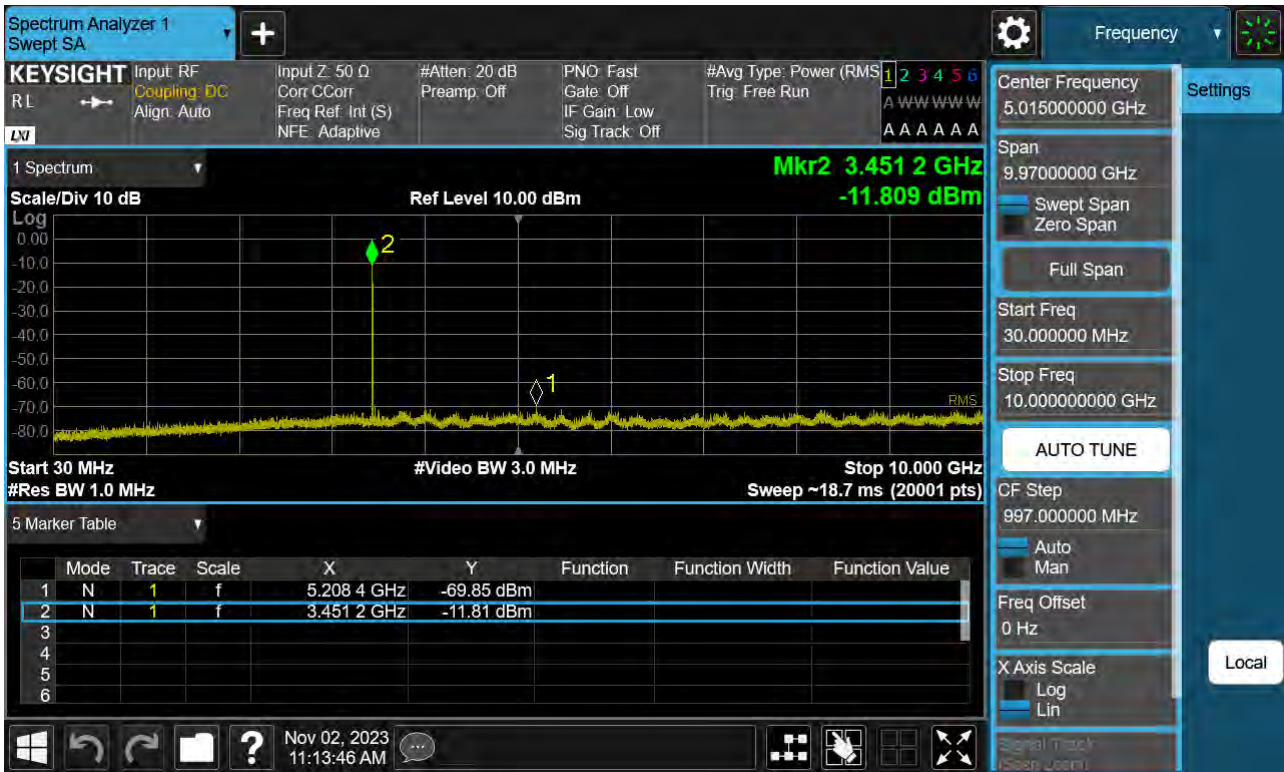 Spectrum Analyzer 1
Swept SA
Frequency
KEYSIGHT
RL
LXI
Input: RF
Coupling: DC
Align: Auto
Input Z: 50 Ω
Corr CCorr
Freq Ref: Int (S)
NFE: Adaptive
#Atten: 20 dB
Preamp: Off
PNO: Fast
Gate: Off
IF Gain: Low
Sig Track: Off
#Avg Type: Power (RMS
Trig: Free Run
1 2 3 4 5 6
A W W W W W
A A A A A A
1 Spectrum
Mkr2 3.451 2 GHz
Scale/Div 10 dB
Ref Level 10.00 dBm
-11.809 dBm
Log
0.00
-10.0
-20.0
-30.0
-40.0
-50.0
-60.0
-70.0
-80.0
2
1
RMS
Start 30 MHz
#Video BW 3.0 MHz
Stop 10.000 GHz
#Res BW 1.0 MHz
Sweep ~18.7 ms (20001 pts)
5 Marker Table
Mode Trace Scale X Y Function Function Width Function Value
1 N 1 f 5.208 4 GHz -69.85 dBm
2 N 1 f 3.451 2 GHz -11.81 dBm
3
4
5
6
Nov 02, 2023
11:13:46 AM
Center Frequency
5.015000000 GHz
Span
9.97000000 GHz
Swept Span
Zero Span
Full Span
Start Freq
30.000000 MHz
Stop Freq
10.000000000 GHz
AUTO TUNE
CF Step
997.000000 MHz
Auto
Man
Freq Offset
0 Hz
X Axis Scale
Log
Lin
Signal Track
(Span Zoom)
Settings
Local